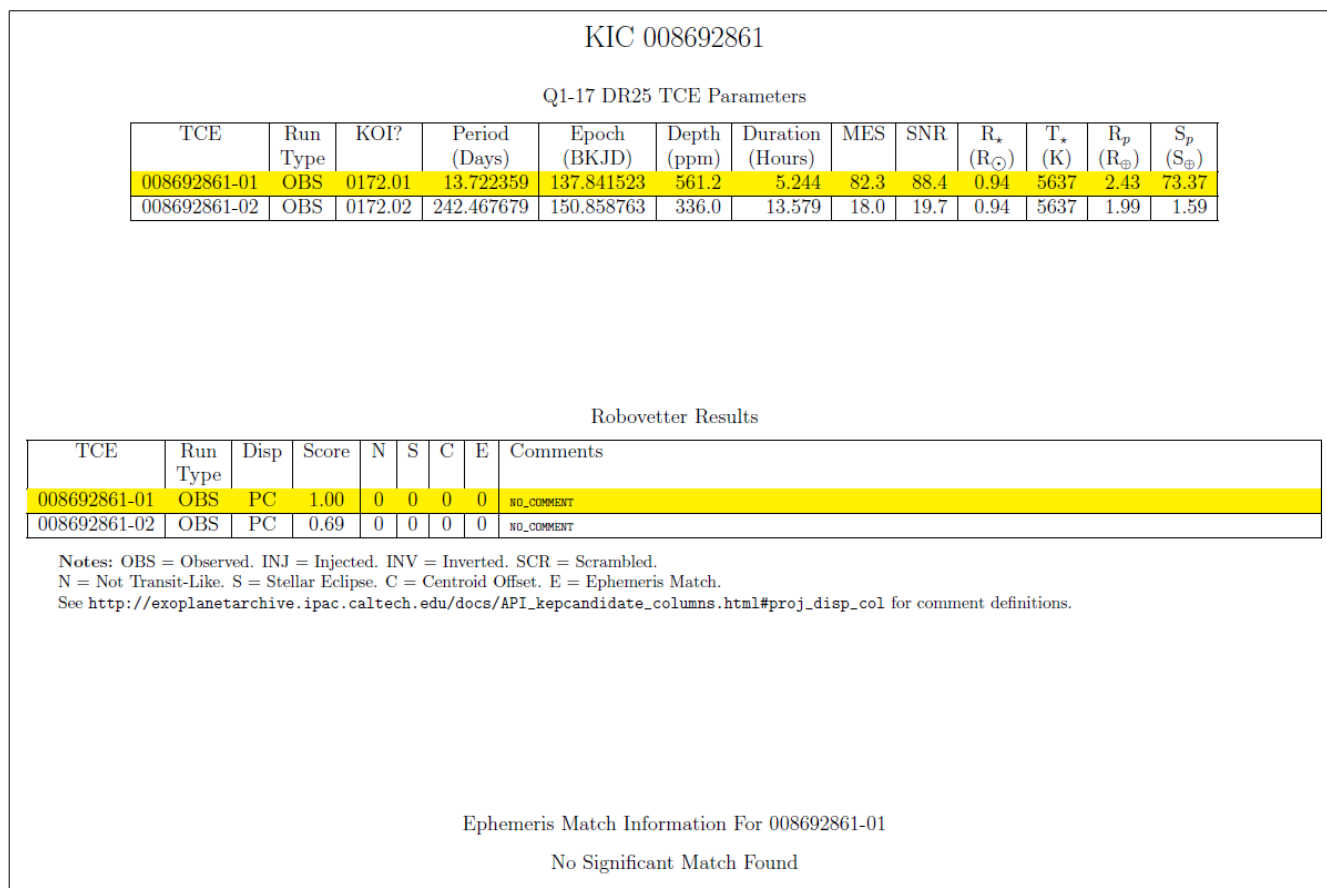 KIC 008692861
Q1-17 DR25 TCE Parameters
TCE Run Type KOI? Period (Days) Epoch (BKJD) Depth (ppm) Duration (Hours) MES SNR R⋆ (R☉) T⋆ (K) Rp (R⊕) Sp (S⊕)
008692861-01 OBS 0172.01 13.722359 137.841523 561.2 5.244 82.3 88.4 0.94 5637 2.43 73.37
008692861-02 OBS 0172.02 242.467679 150.858763 336.0 13.579 18.0 19.7 0.94 5637 1.99 1.59
Robovetter Results
TCE Run Type Disp Score N S C E Comments
008692861-01 OBS PC 1.00 0 0 0 0 NO_COMMENT
008692861-02 OBS PC 0.69 0 0 0 0 NO_COMMENT
Notes: OBS = Observed. INJ = Injected. INV = Inverted. SCR = Scrambled.
N = Not Transit-Like. S = Stellar Eclipse. C = Centroid Offset. E = Ephemeris Match.
See http://exoplanetarchive.ipac.caltech.edu/docs/API_kepcandidate_columns.html#proj_disp_col for comment definitions.
Ephemeris Match Information For 008692861-01
No Significant Match Found